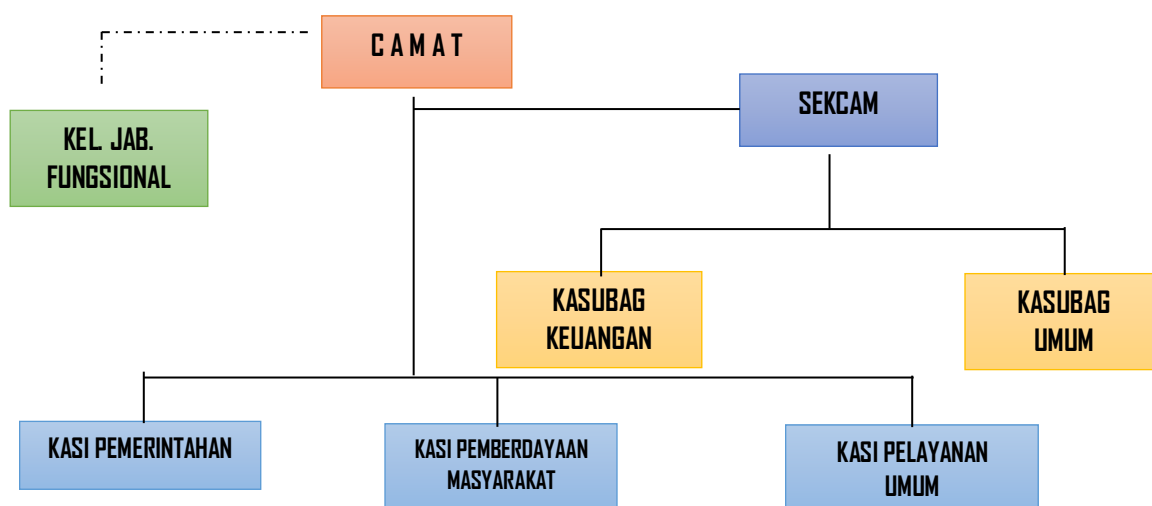 C A M A T
SEKCAM
KEL. JAB.
FUNGSIONAL
KASUBAG
KEUANGAN
KASUBAG
UMUM
KASI PEMERINTAHAN
KASI PEMBERDAYAAN
MASYARAKAT
KASI PELAYANAN
UMUM